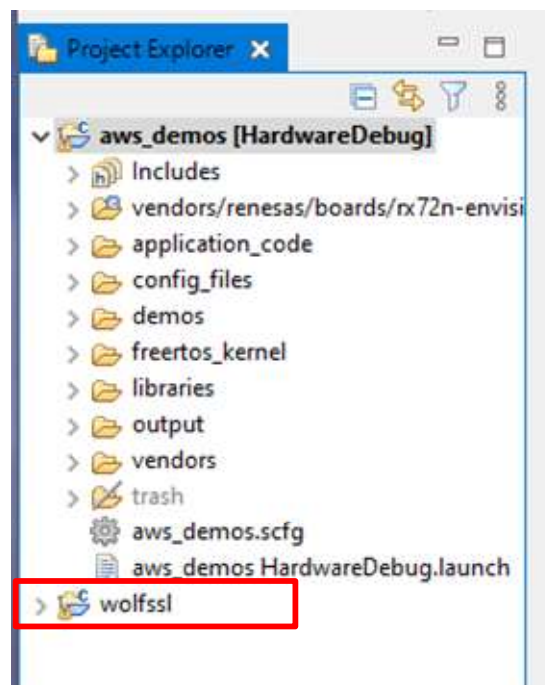 Project Explorer
aws_demos [HardwareDebug]
Includes
vendors/renesas/boards/rx72n-envisi
application_code
config_files
demos
freertos_kernel
libraries
output
vendors
trash
aws_demos.scfg
aws_demos HardwareDebug.launch
wolfssl